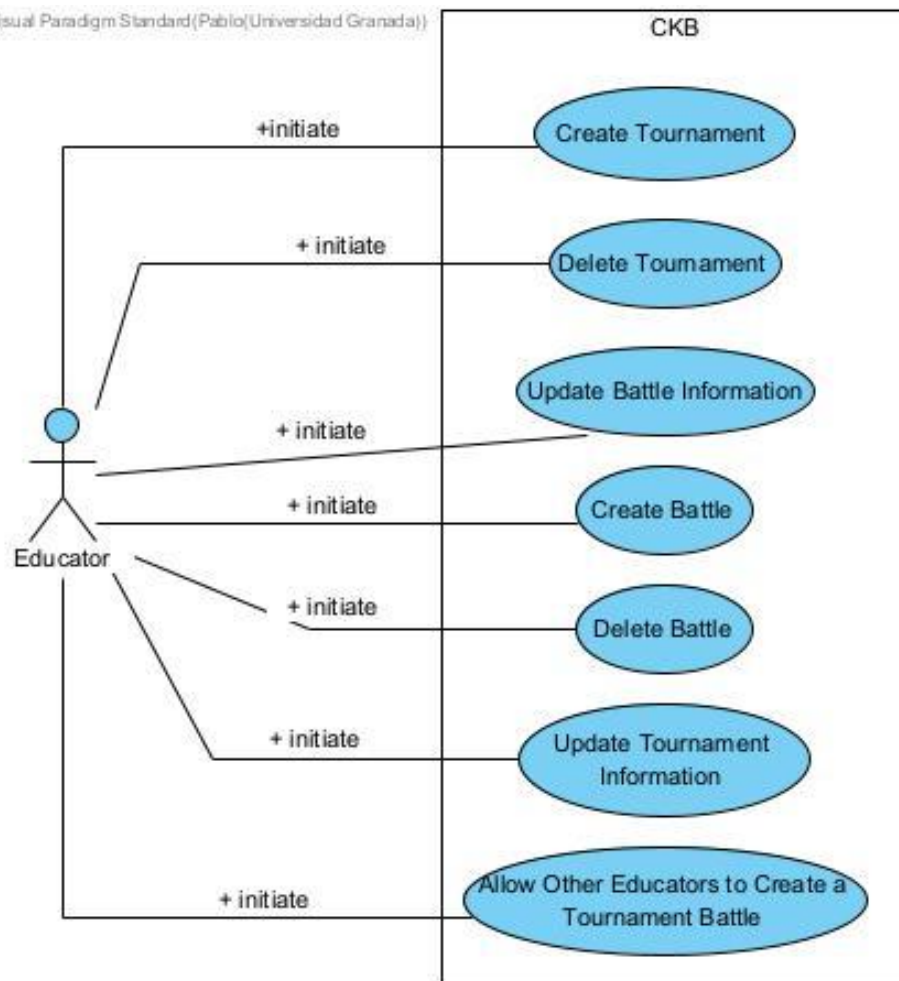 sual Paradigm Standard(Pablo(Universidad Granada))
CKB
+initiate
Create Tournament
+ initiate
Delete Tournament
Update Battle Information
+ initiate
+ initiate
Create Battle
Educator
+ initiate
Delete Battle
+ initiate
Update Tournament
Information
Allow Other Educators to Create a
Tournament Battle
+ initiate